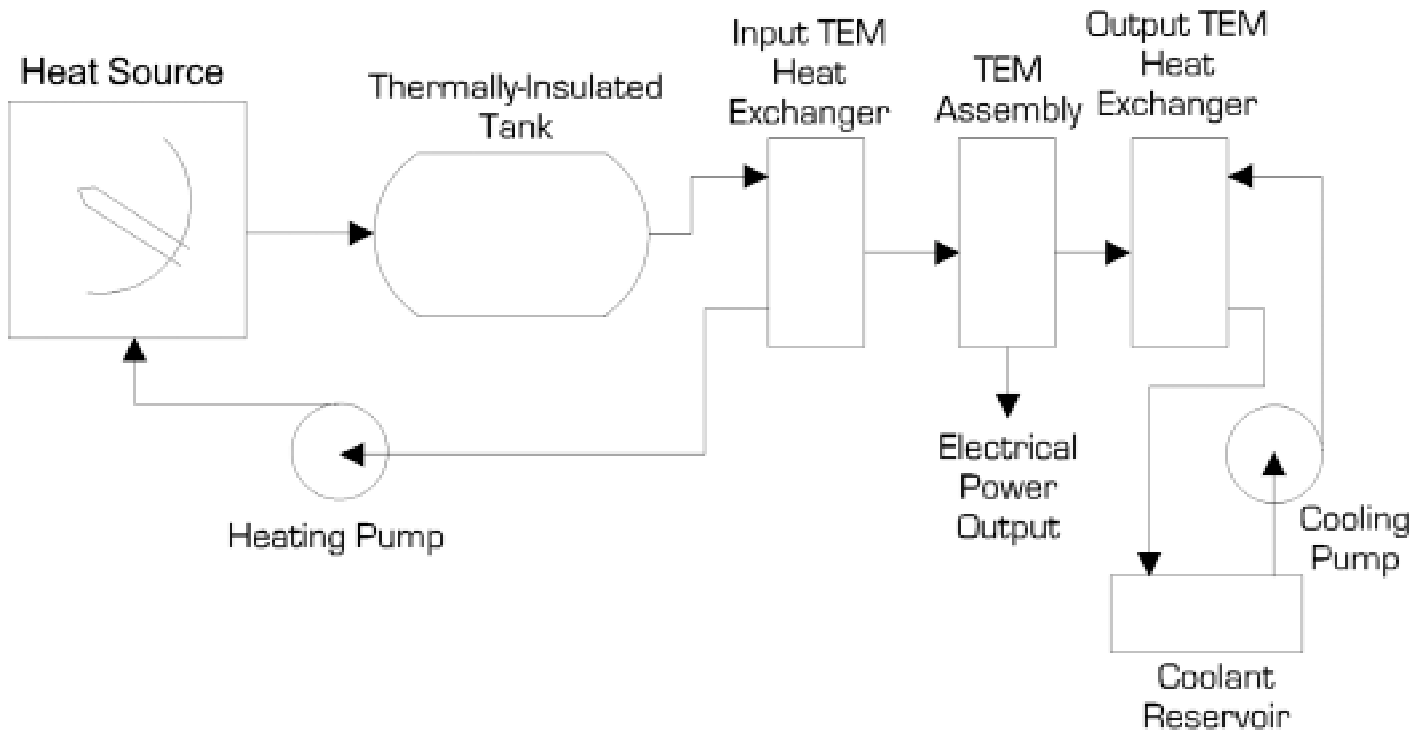 Heat Source
Thermally-Insulated
Tank
Input TEM
Heat
Exchanger
TEM
Assembly
Output TEM
Heat
Exchanger
Heating Pump
Electrical
Power
Output
Cooling
Pump
Coolant
Reservoir